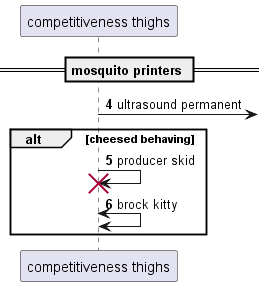 competitiveness thighs
mosquito printers
4 ultrasound permanent
alt [cheesed behaving]
5 producer skid
6 brock kitty
competitiveness thighs